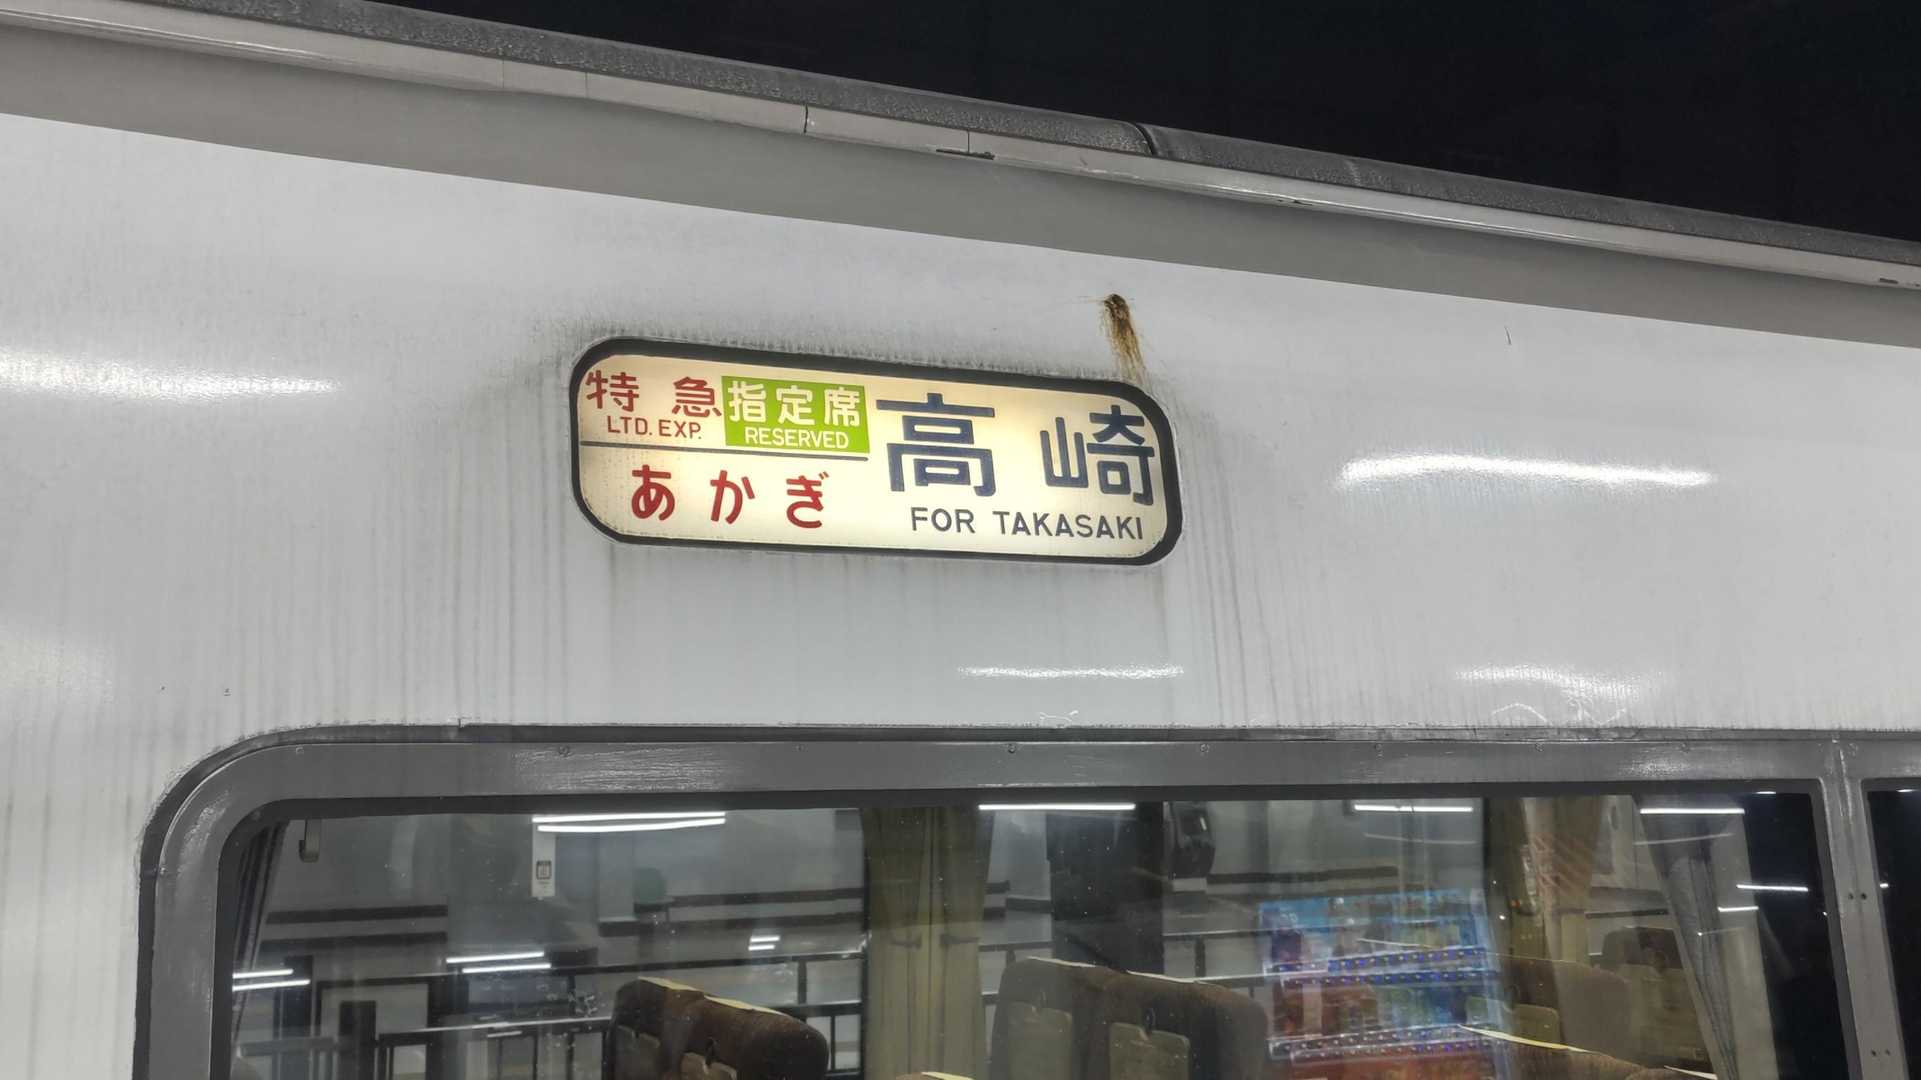 特急 指定席
LTD. EXP. RESERVED
あかぎ
高崎
FOR TAKASAKI